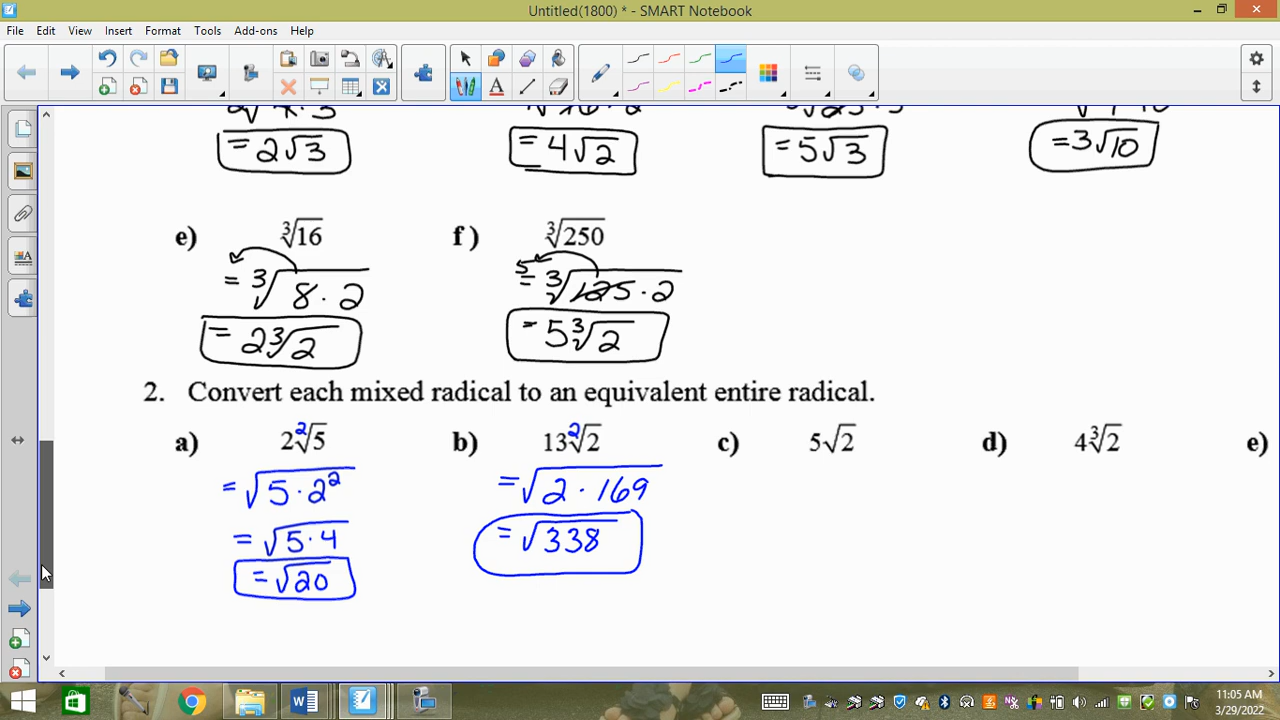 Untitled(1800) * - SMART Notebook
File Edit View Insert Format Tools Add-ons Help
= 2√3 = 4√2 = 5√3 = 3√10
e) ∛16 f ) ∛250
= ∛8 · 2 5 = ∛125 · 2
= 2∛2 = 5∛2
2. Convert each mixed radical to an equivalent entire radical.
a) 2²√5 b) 13²√2 c) 5√2 d) 4∛2 e)
= √5 · 2² = √2 · 169
= √5 · 4 = √338
= √20
11:05 AM
3/29/2022